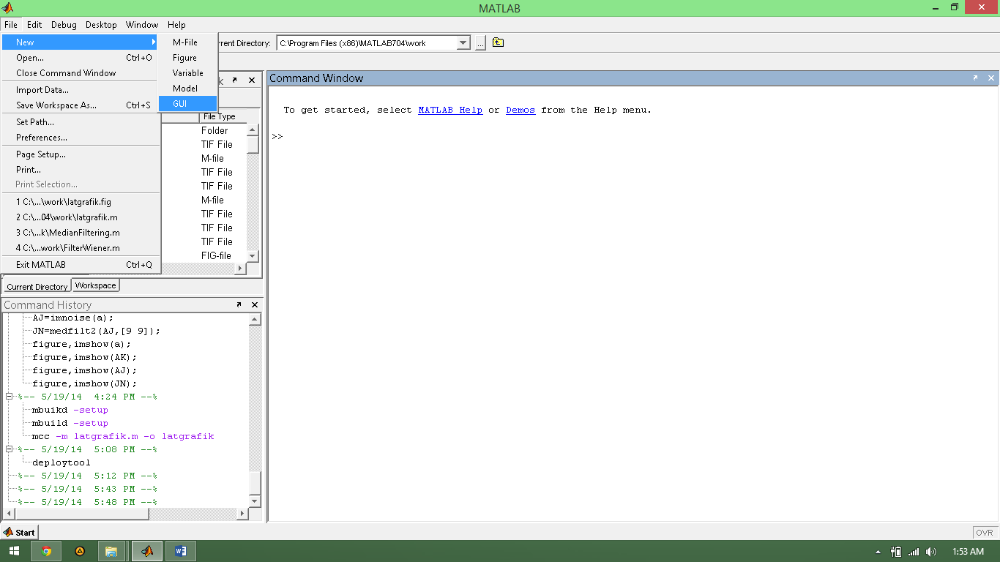 MATLAB
File Edit Debug Desktop Window Help
New
Open... Ctrl+O
Close Command Window
Import Data...
Save Workspace As... Ctrl+S
Set Path...
Preferences...
Page Setup...
Print...
Print Selection...
1 C:\...\work\latgrafik.fig
2 C:\...04\work\latgrafik.m
3 C:\...k\MedianFiltering.m
4 C:\...work\FilterWiener.m
Exit MATLAB Ctrl+Q
M-File
Figure
Variable
Model
GUI
rrent Directory: C:\Program Files (x86)\MATLAB704\work ...
File Type
Folder
TIF File
M-file
TIF File
TIF File
M-file
TIF File
TIF File
TIF File
FIG-file
Current Directory Workspace
Command History
AJ=imnoise(a);
JN=medfilt2(AJ,[9 9]);
figure,imshow(a);
figure,imshow(AK);
figure,imshow(AJ);
figure,imshow(JN);
%-- 5/19/14 4:24 PM --%
mbuikd -setup
mbuild -setup
mcc -m latgrafik.m -o latgrafik
%-- 5/19/14 5:08 PM --%
deploytool
%-- 5/19/14 5:12 PM --%
%-- 5/19/14 5:43 PM --%
%-- 5/19/14 5:48 PM --%
Command Window
To get started, select MATLAB Help or Demos from the Help menu.
>>
Start
OVR
1:53 AM